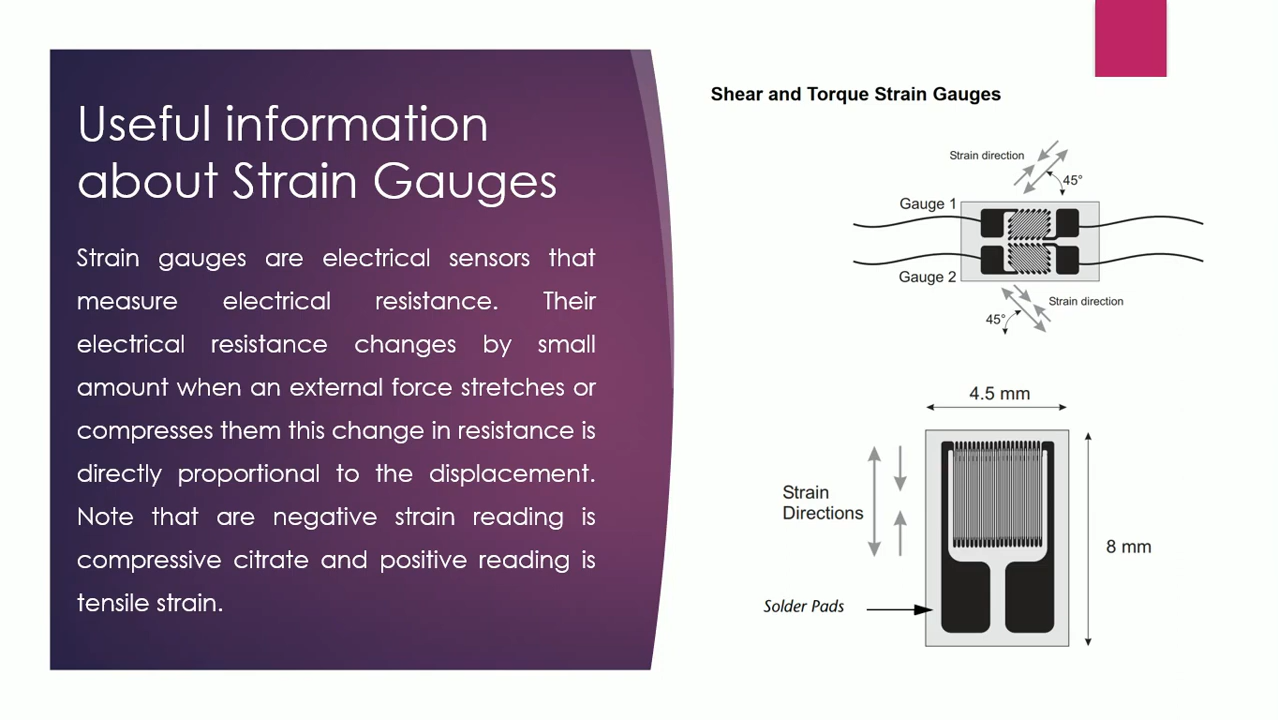 Useful information
about Strain Gauges
Strain gauges are electrical sensors that
measure electrical resistance. Their
electrical resistance changes by small
amount when an external force stretches or
compresses them this change in resistance is
directly proportional to the displacement.
Note that are negative strain reading is
compressive citrate and positive reading is
tensile strain.
Shear and Torque Strain Gauges
Strain direction
45°
Gauge 1
Gauge 2
Strain direction
45°
4.5 mm
Strain
Directions
8 mm
Solder Pads